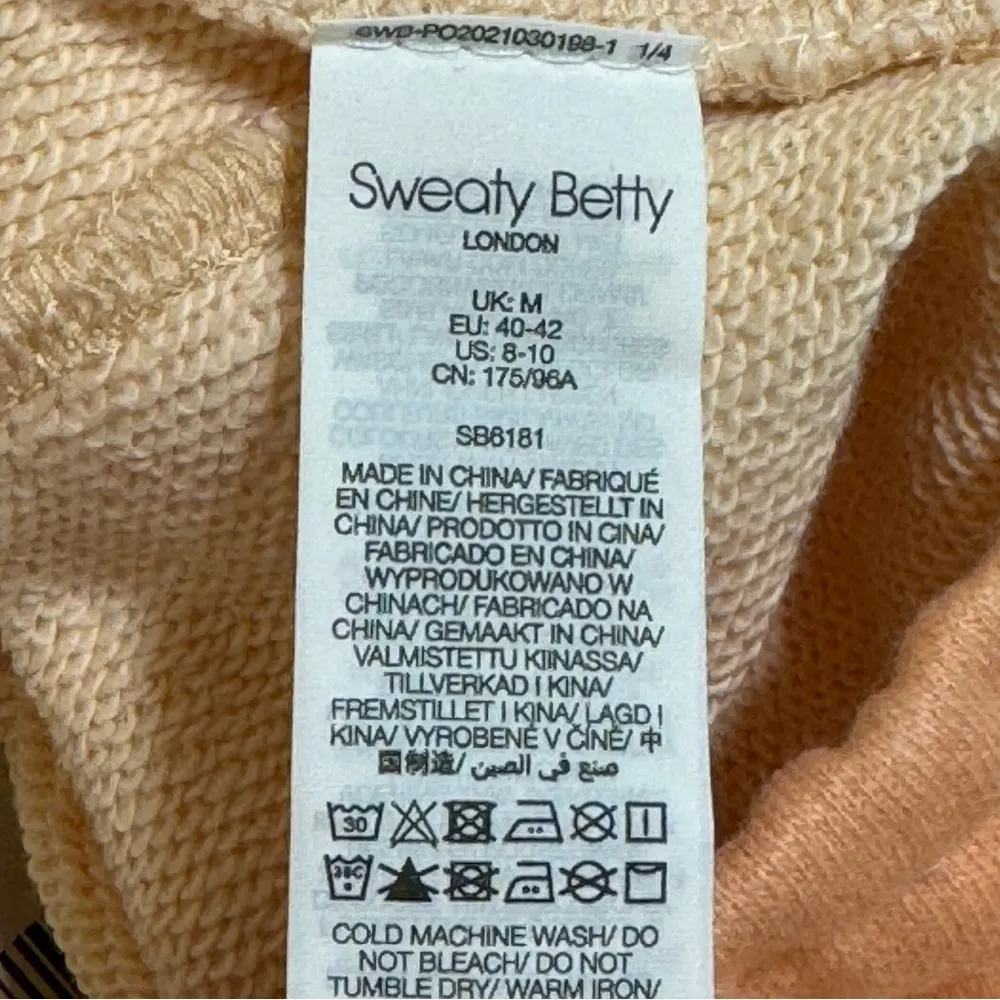 SWB-PO2021030198-1 1/4
Sweaty Betty
LONDON
UK: M
EU: 40-42
US: 8-10
CN: 175/96A
SB6181
MADE IN CHINA/ FABRIQUÉ
EN CHINE/ HERGESTELLT IN
CHINA/ PRODOTTO IN CINA/
FABRICADO EN CHINA/
WYPRODUKOWANO W
CHINACH/ FABRICADO NA
CHINA/ GEMAAKT IN CHINA/
VALMISTETTU KIINASSA/
TILLVERKAD I KINA/
FREMSTILLET I KINA/ LAGD I
KINA/ VYROBENÉ V ČÍNĚ/ 中
国制造/ صنع في الصين
30
30C
COLD MACHINE WASH/ DO
NOT BLEACH/ DO NOT
TUMBLE DRY/ WARM IRON/